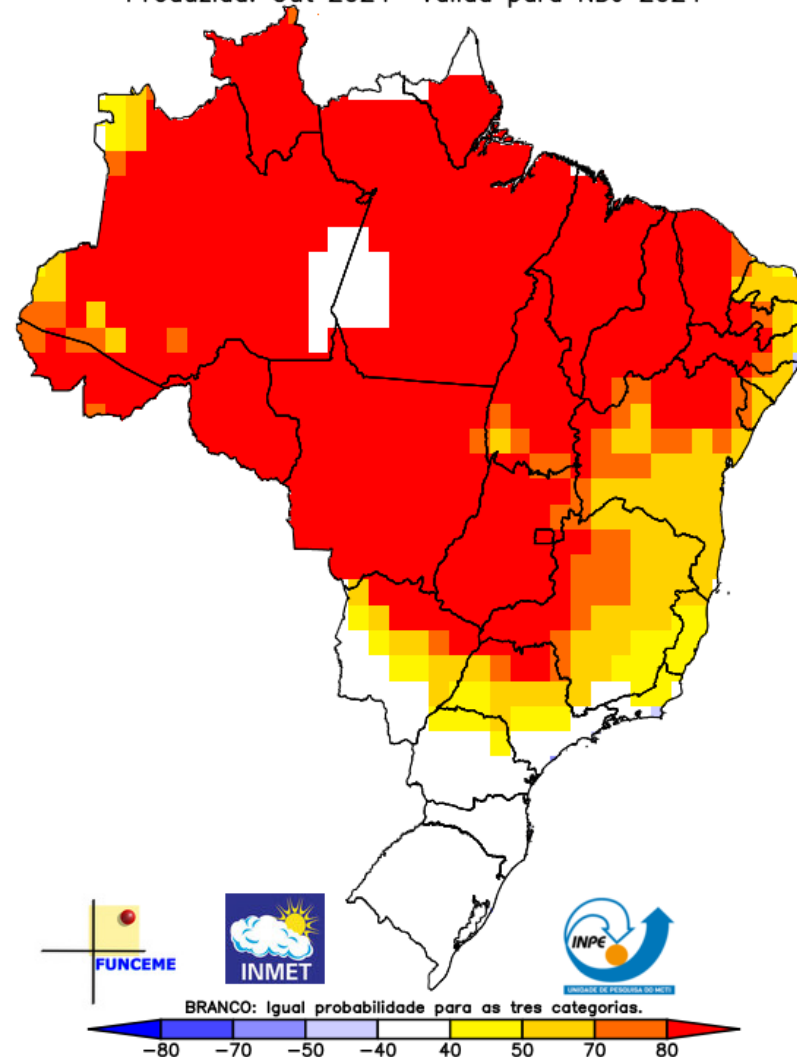 FUNCEME
INMET
INPE
UNIDADE DE PESQUISA DO MCTI
BRANCO: Igual probabilidade para as tres categorias.
-80 -70 -50 -40 40 50 70 80